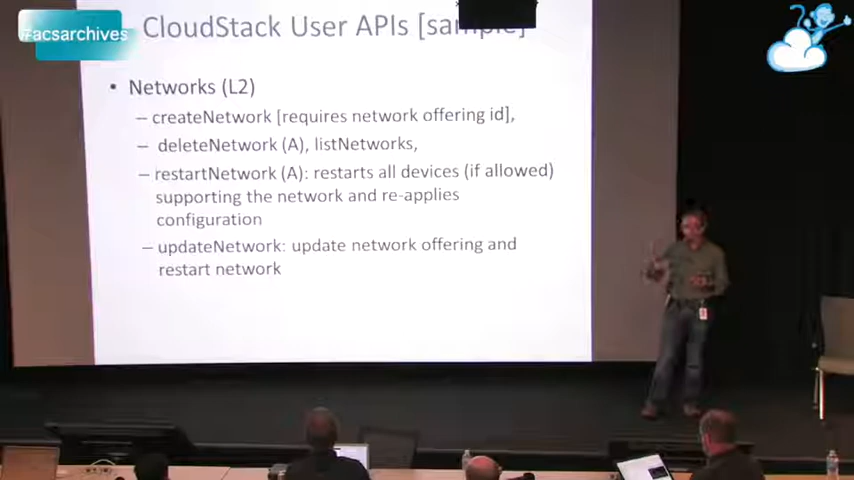 #acsarchives
CloudStack User APIs [sample]
• Networks (L2)
– createNetwork [requires network offering id],
– deleteNetwork (A), listNetworks,
– restartNetwork (A): restarts all devices (if allowed)
supporting the network and re-applies
configuration
– updateNetwork: update network offering and
restart network